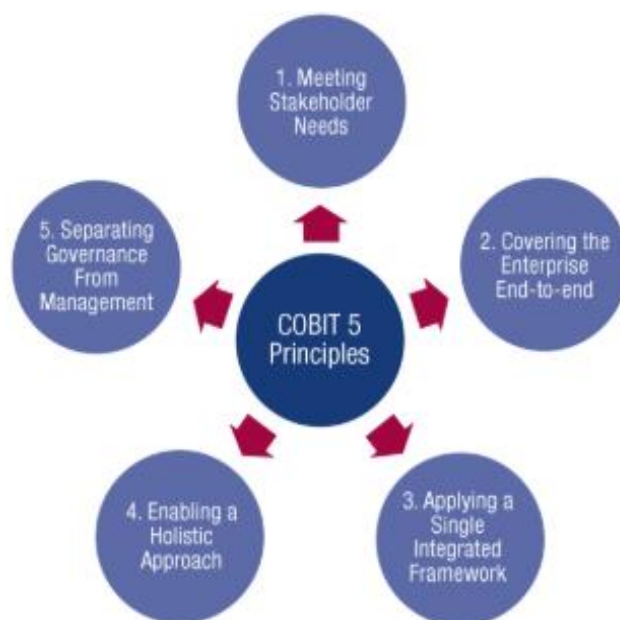 1. Meeting
Stakeholder
Needs
5. Separating
Governance
From
Management
2. Covering the
Enterprise
End-to-end
COBIT 5
Principles
4. Enabling a
Holistic
Approach
3. Applying a
Single
Integrated
Framework